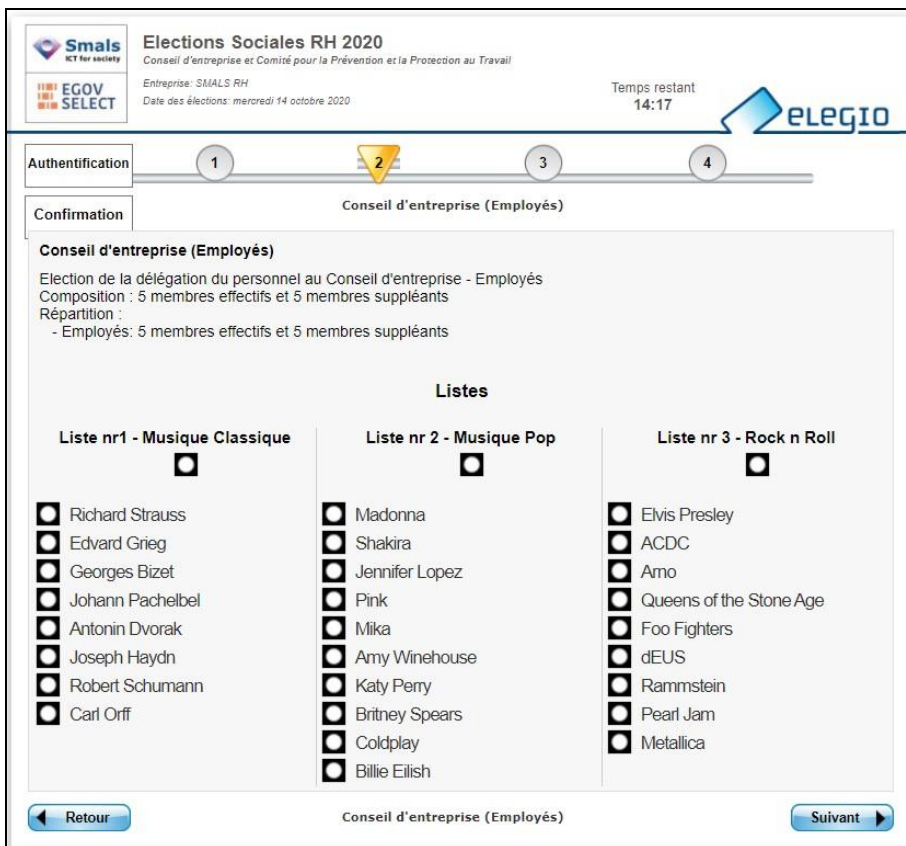 Smals
ICT for society
EGOV
SELECT
Elections Sociales RH 2020
Conseil d'entreprise et Comité pour la Prévention et la Protection au Travail
Entreprise: SMALS RH
Date des élections: mercredi 14 octobre 2020
Temps restant
14:17
eLeGIO
Authentification
1
2
3
4
Confirmation
Conseil d'entreprise (Employés)
Conseil d'entreprise (Employés)
Election de la délégation du personnel au Conseil d'entreprise - Employés
Composition : 5 membres effectifs et 5 membres suppléants
Répartition :
- Employés: 5 membres effectifs et 5 membres suppléants
Listes
Liste nr1 - Musique Classique
Richard Strauss
Edvard Grieg
Georges Bizet
Johann Pachelbel
Antonin Dvorak
Joseph Haydn
Robert Schumann
Carl Orff
Liste nr 2 - Musique Pop
Madonna
Shakira
Jennifer Lopez
Pink
Mika
Amy Winehouse
Katy Perry
Britney Spears
Coldplay
Billie Eilish
Liste nr 3 - Rock n Roll
Elvis Presley
ACDC
Arno
Queens of the Stone Age
Foo Fighters
dEUS
Rammstein
Pearl Jam
Metallica
Retour
Conseil d'entreprise (Employés)
Suivant